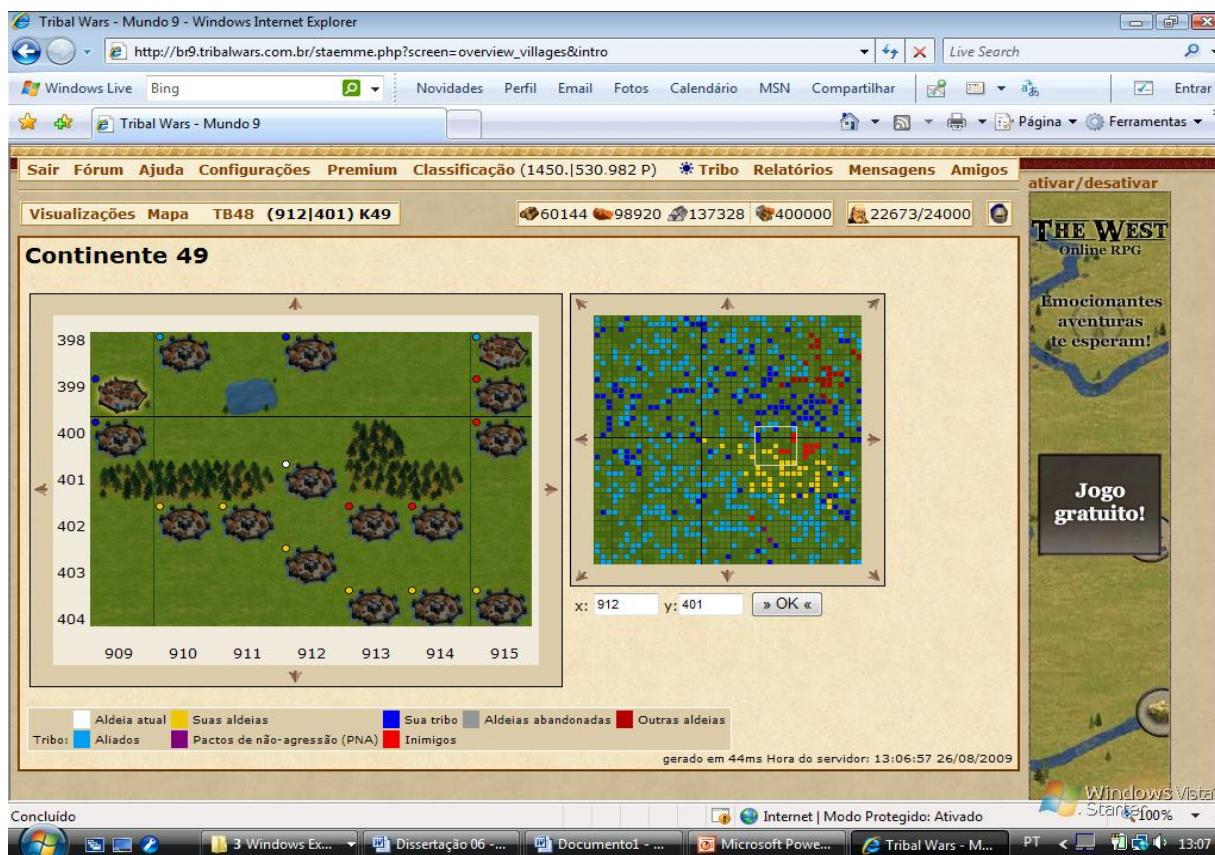 Tribal Wars - Mundo 9 - Windows Internet Explorer
http://br9.tribalwars.com.br/staemme.php?screen=overview_villages&intro
Live Search
Windows Live Bing Novidades Perfil Email Fotos Calendário MSN Compartilhar Entrar
Tribal Wars - Mundo 9 Página Ferramentas
Sair Fórum Ajuda Configurações Premium Classificação (1450.|530.982 P) Tribo Relatórios Mensagens Amigos
ativar/desativar
Visualizações Mapa TB48 (912|401) K49 60144 98920 137328 400000 22673/24000
THE WEST
Online RPG
Continente 49
Emocionantes
aventuras
te esperam!
398
399
400
401
402
403
404
909 910 911 912 913 914 915
x: 912 y: 401 » OK «
Jogo
gratuito!
Aldeia atual Suas aldeias Sua tribo Aldeias abandonadas Outras aldeias
Tribo: Aliados Pactos de não-agressão (PNA) Inimigos
gerado em 44ms Hora do servidor: 13:06:57 26/08/2009
Windows Vista
Starter
Concluído Internet | Modo Protegido: Ativado 100%
3 Windows Ex... Dissertação 06 -... Documento1 - ... Microsoft Powe... Tribal Wars - M... PT < 13:07